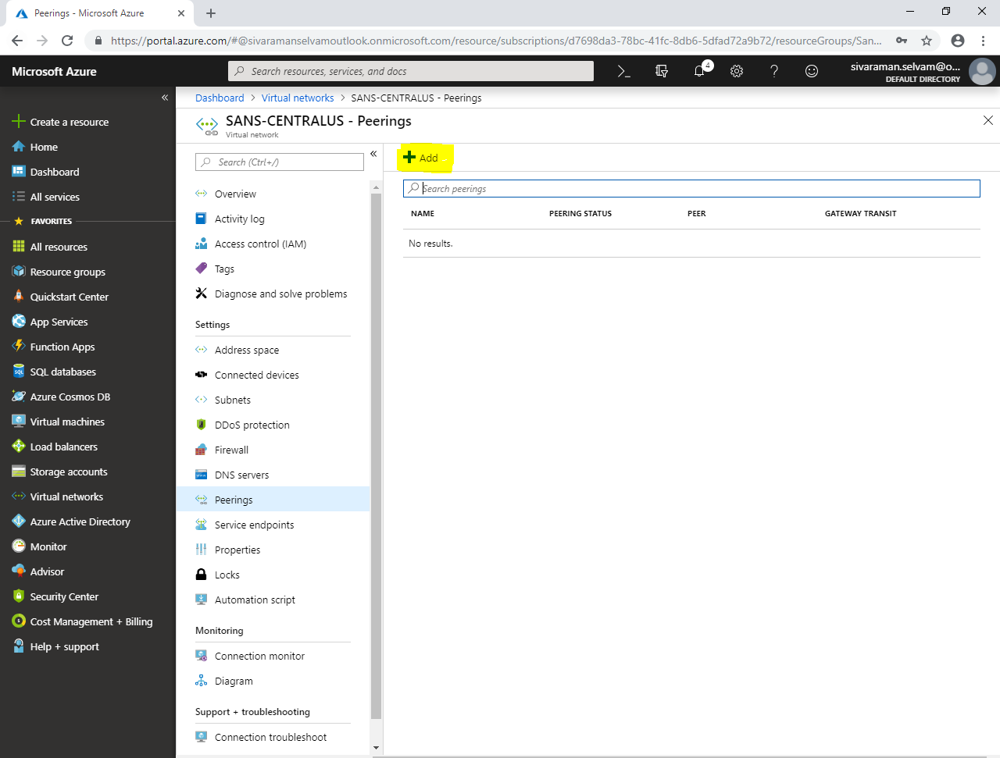 Peerings - Microsoft Azure
https://portal.azure.com/#@sivaramanselvamoutlook.onmicrosoft.com/resource/subscriptions/d7698da3-78bc-41fc-8db6-5dfad72a9b72/resourceGroups/San...
Microsoft Azure
Search resources, services, and docs
4
sivaraman.selvam@o...
DEFAULT DIRECTORY
Create a resource
Home
Dashboard
All services
FAVORITES
All resources
Resource groups
Quickstart Center
App Services
Function Apps
SQL databases
Azure Cosmos DB
Virtual machines
Load balancers
Storage accounts
Virtual networks
Azure Active Directory
Monitor
Advisor
Security Center
Cost Management + Billing
Help + support
Dashboard > Virtual networks > SANS-CENTRALUS - Peerings
SANS-CENTRALUS - Peerings
Virtual network
Search (Ctrl+/)
Overview
Activity log
Access control (IAM)
Tags
Diagnose and solve problems
Settings
Address space
Connected devices
Subnets
DDoS protection
Firewall
DNS servers
Peerings
Service endpoints
Properties
Locks
Automation script
Monitoring
Connection monitor
Diagram
Support + troubleshooting
Connection troubleshoot
Add
Search peerings
NAME PEERING STATUS PEER GATEWAY TRANSIT
No results.